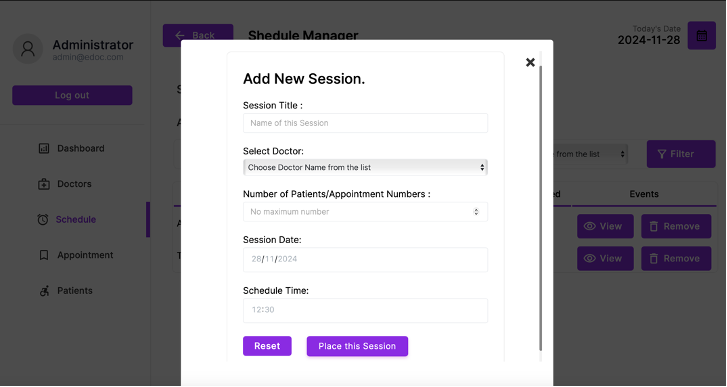 Administrator
admin@edoc.com
Log out
Dashboard
Doctors
Schedule
Appointment
Patients
Back
Shedule Manager
Today's Date
2024-11-28
Add New Session.
Session Title :
Name of this Session
Select Doctor:
Choose Doctor Name from the list
Number of Patients/Appointment Numbers :
No maximum number
Session Date:
28/11/2024
Schedule Time:
12:30
Reset
Place this Session
from the list
Filter
Events
View
Remove
View
Remove